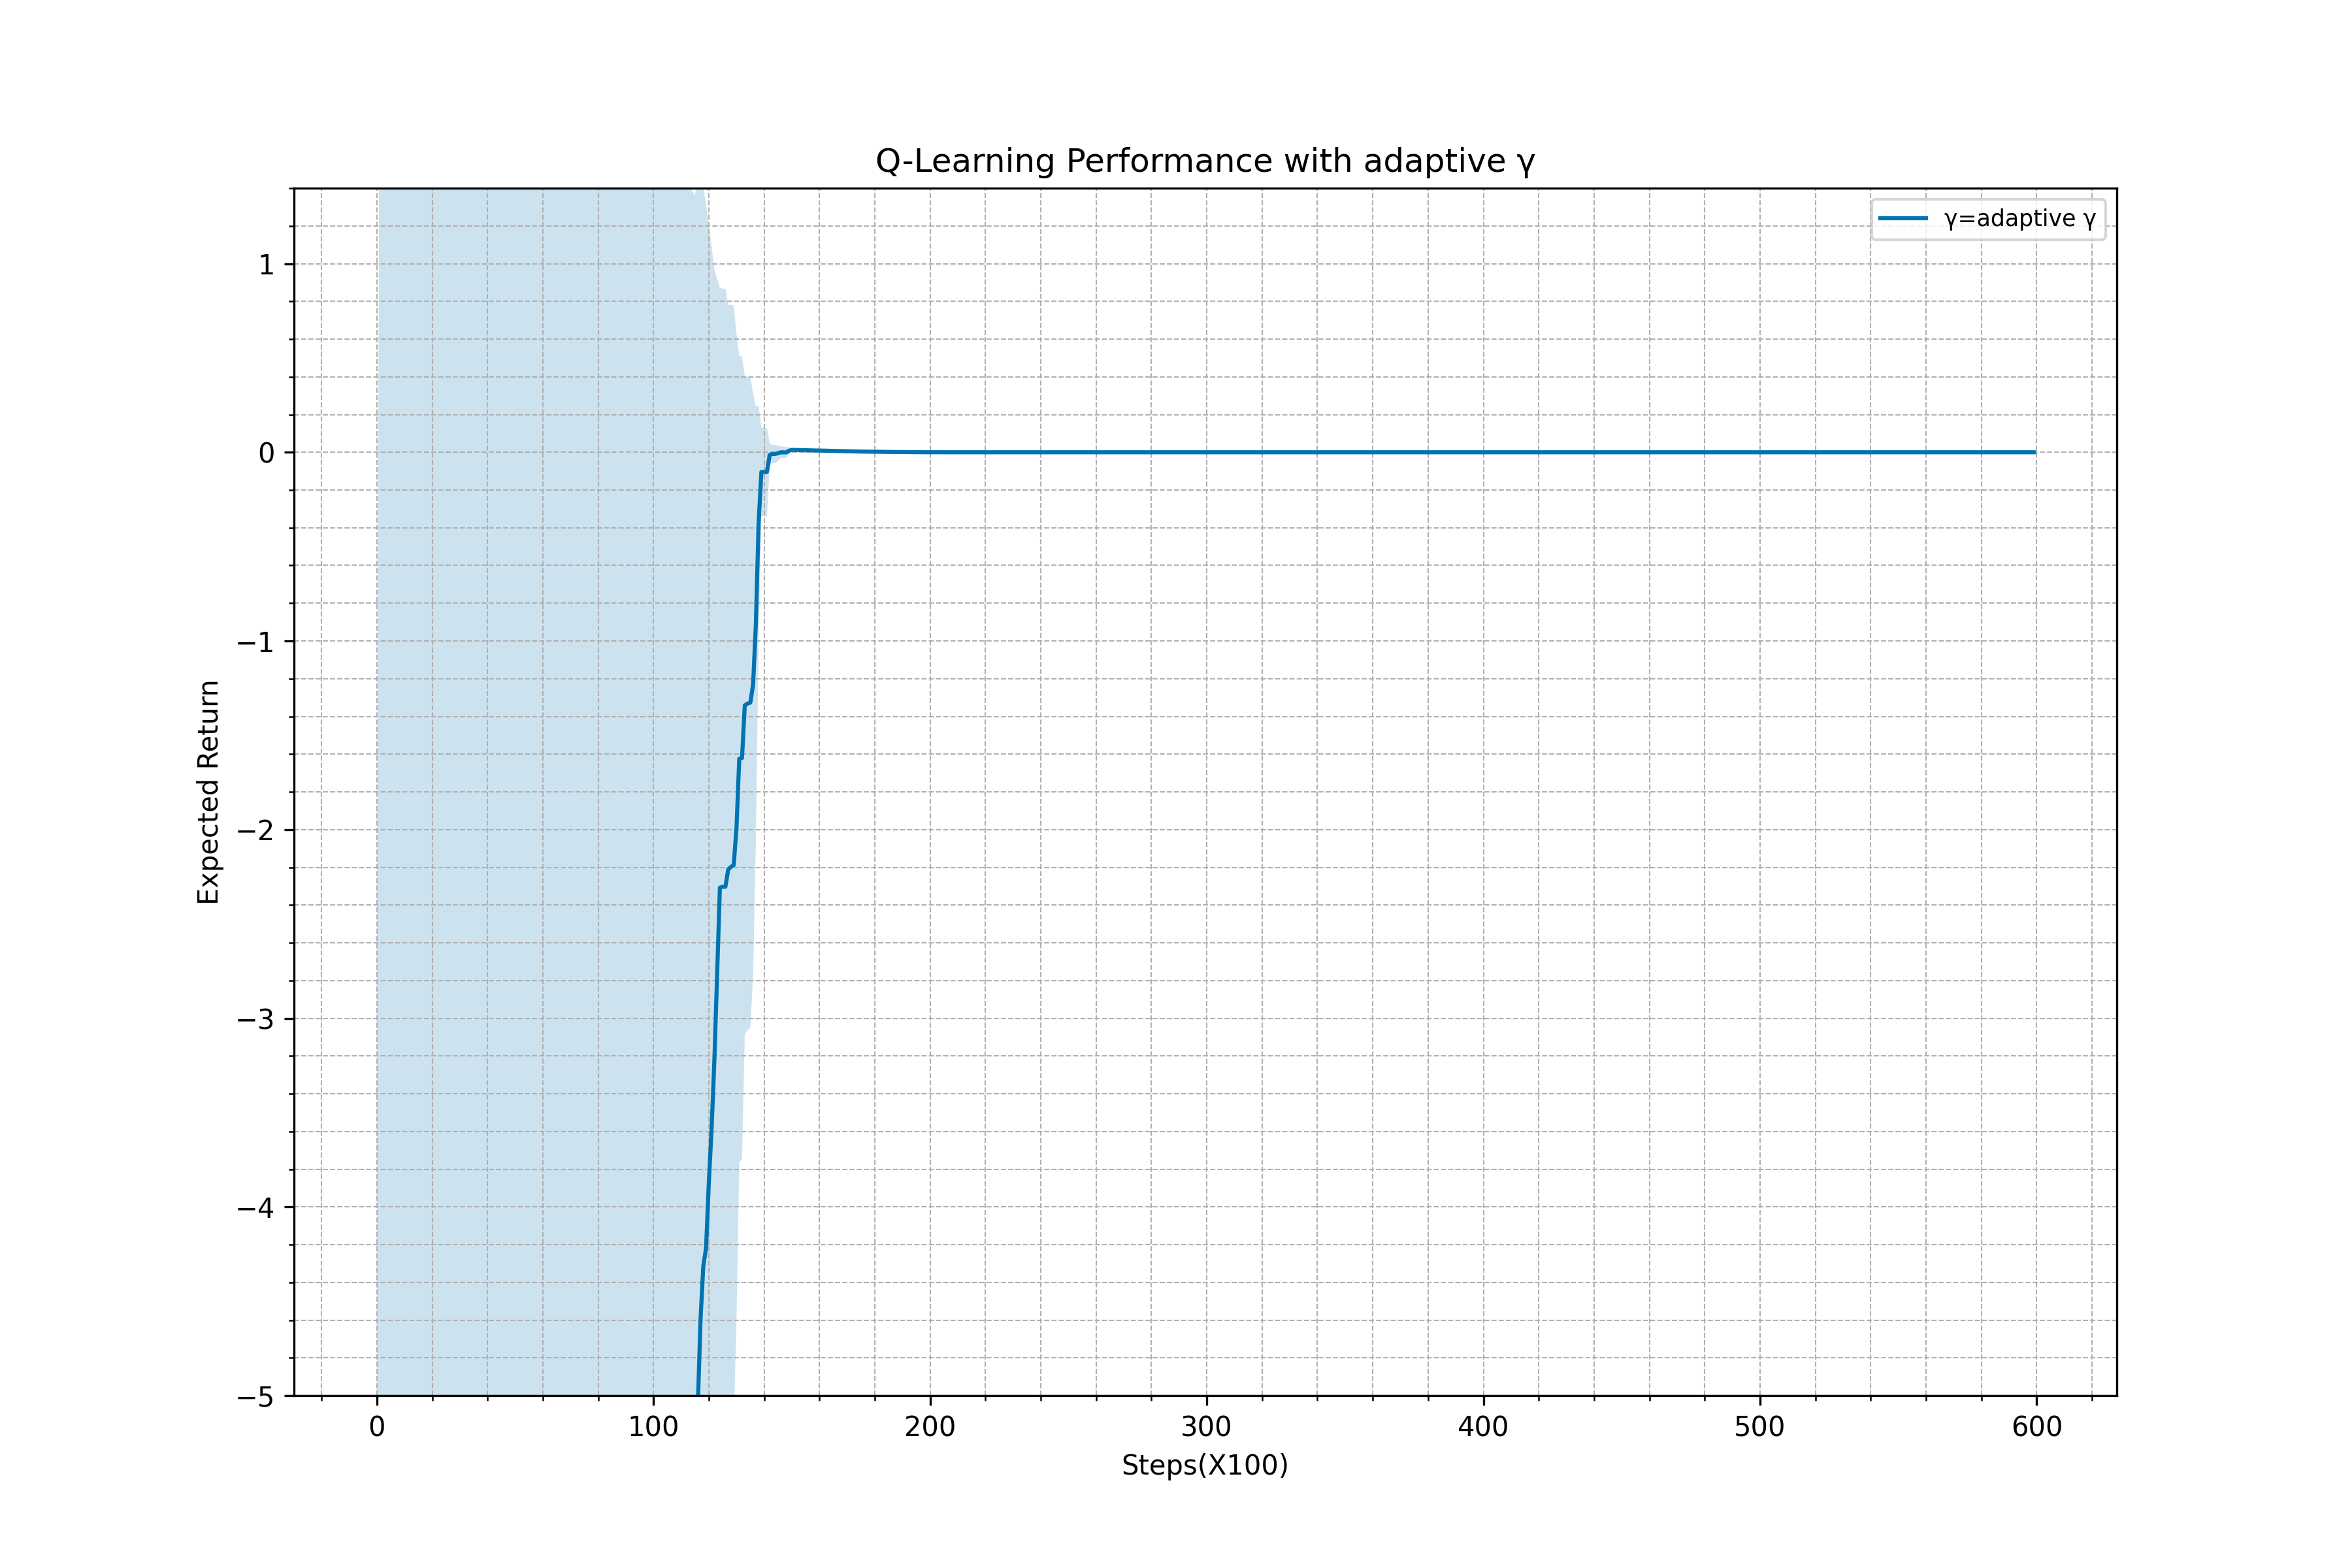 Q-Learning Performance with adaptive γ
γ=adaptive γ
Expected Return
1
0
−1
−2
−3
−4
−5
0 100 200 300 400 500 600
Steps(X100)